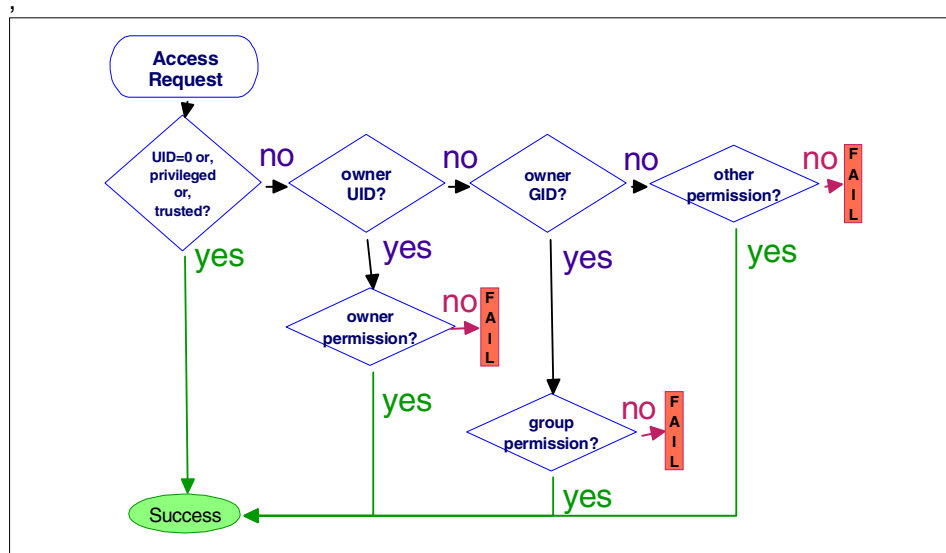 ,
Access
Request
UID=0 or,
privileged
or,
trusted?
no
owner
UID?
no
owner
GID?
no
other
permission?
no
F
A
I
L
yes
yes
yes
yes
owner
permission?
no
F
A
I
L
yes
group
permission?
no
F
A
I
L
yes
Success